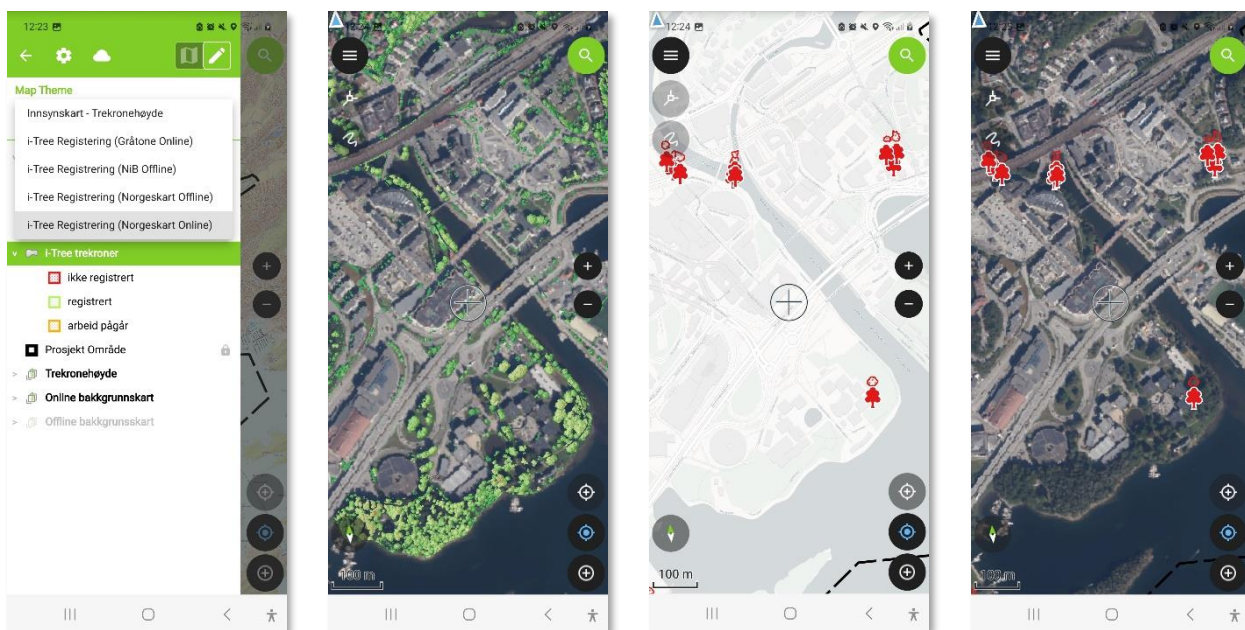 12:23
Map Theme
Innsynskart - Trekronehøyde
i-Tree Registering (Gråtone Online)
i-Tree Registrering (NiB Offline)
i-Tree Registrering (Norgeskart Offline)
i-Tree Registrering (Norgeskart Online)
i-Tree trekroner
ikke registrert
registrert
arbeid pågår
Prosjekt Område
Trekronehøyde
Online bakkgrunnskart
Offline bakkgrunsskart
100 m
12:24
100 m
100 m